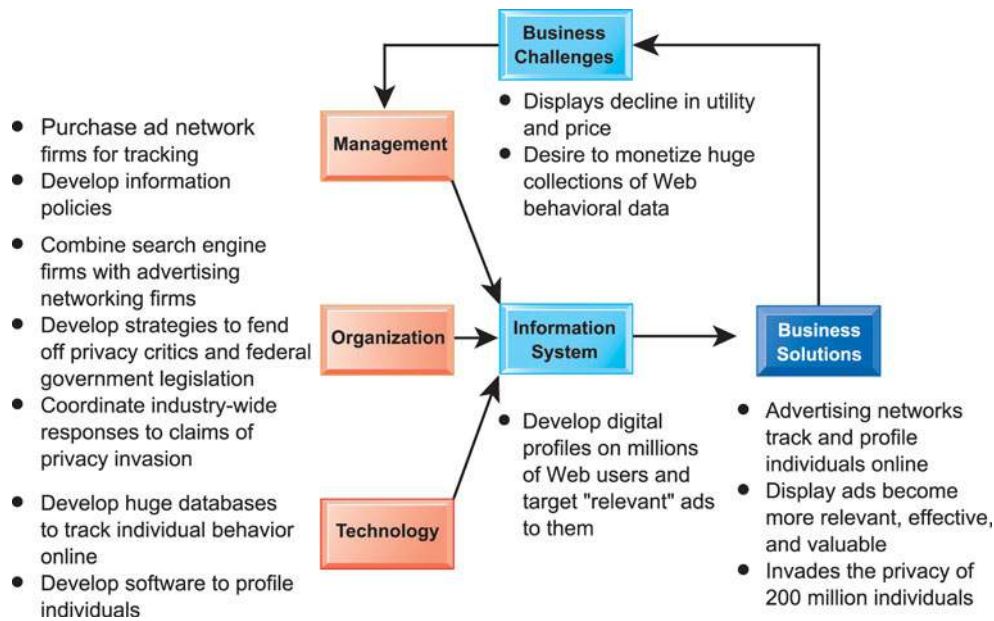 Business
Challenges
• Displays decline in utility
and price
• Desire to monetize huge
collections of Web
behavioral data
Management
• Purchase ad network
firms for tracking
• Develop information
policies
Organization
• Combine search engine
firms with advertising
networking firms
• Develop strategies to fend
off privacy critics and federal
government legislation
• Coordinate industry-wide
responses to claims of
privacy invasion
Technology
• Develop huge databases
to track individual behavior
online
• Develop software to profile
individuals
Information
System
• Develop digital
profiles on millions
of Web users and
target "relevant" ads
to them
Business
Solutions
• Advertising networks
track and profile
individuals online
• Display ads become
more relevant, effective,
and valuable
• Invades the privacy of
200 million individuals